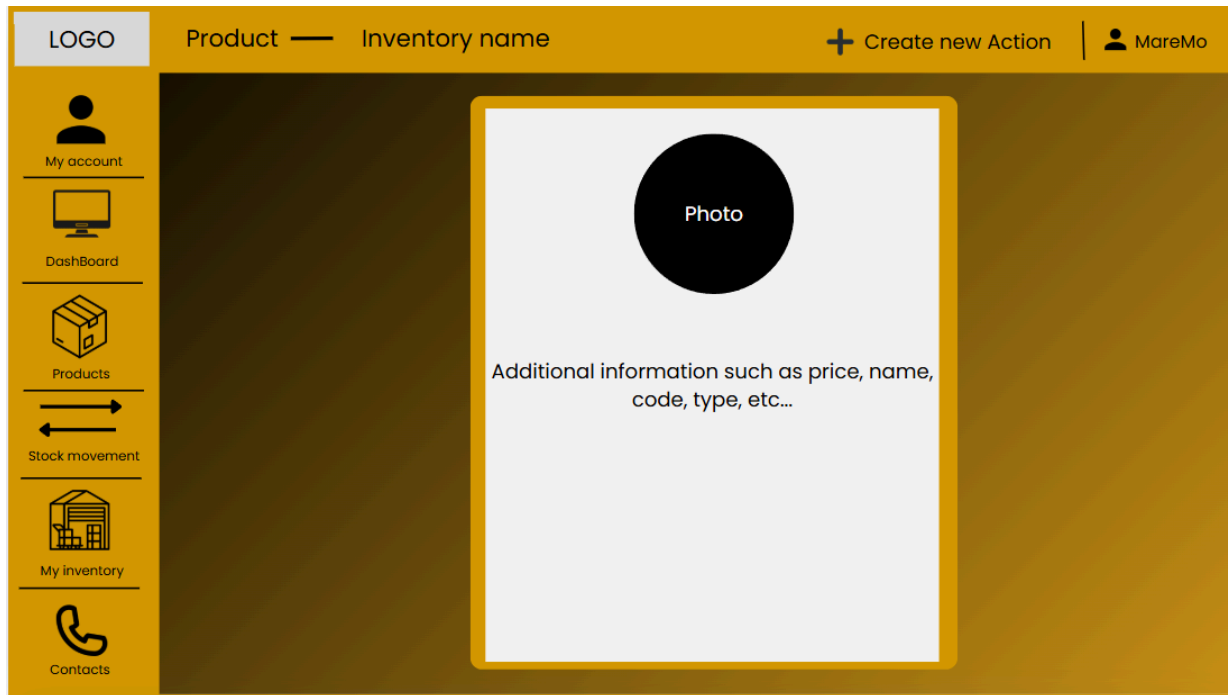 LOGO
Product — Inventory name
Create new Action
MareMo
My account
DashBoard
Products
Stock movement
My inventory
Contacts
Photo
Additional information such as price, name,
code, type, etc...